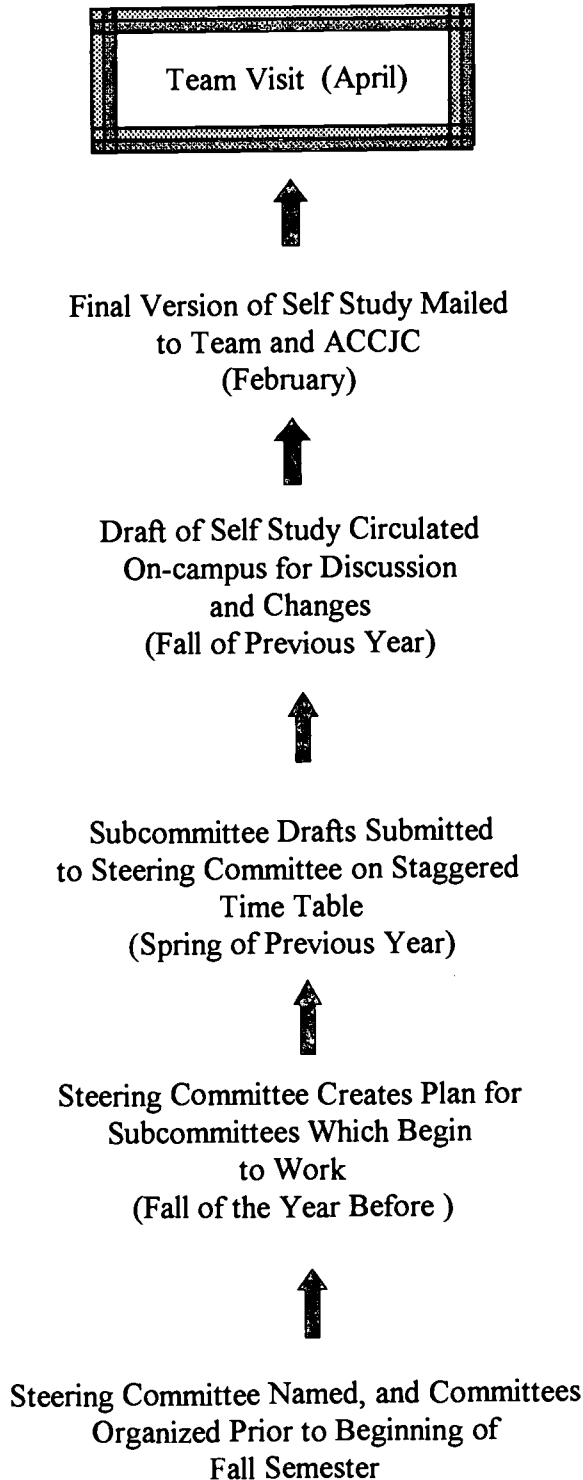 Team Visit (April)
Final Version of Self Study Mailed
to Team and ACCJC
(February)
Draft of Self Study Circulated
On-campus for Discussion
and Changes
(Fall of Previous Year)
Subcommittee Drafts Submitted
to Steering Committee on Staggered
Time Table
(Spring of Previous Year)
Steering Committee Creates Plan for
Subcommittees Which Begin
to Work
(Fall of the Year Before )
Steering Committee Named, and Committees
Organized Prior to Beginning of
Fall Semester